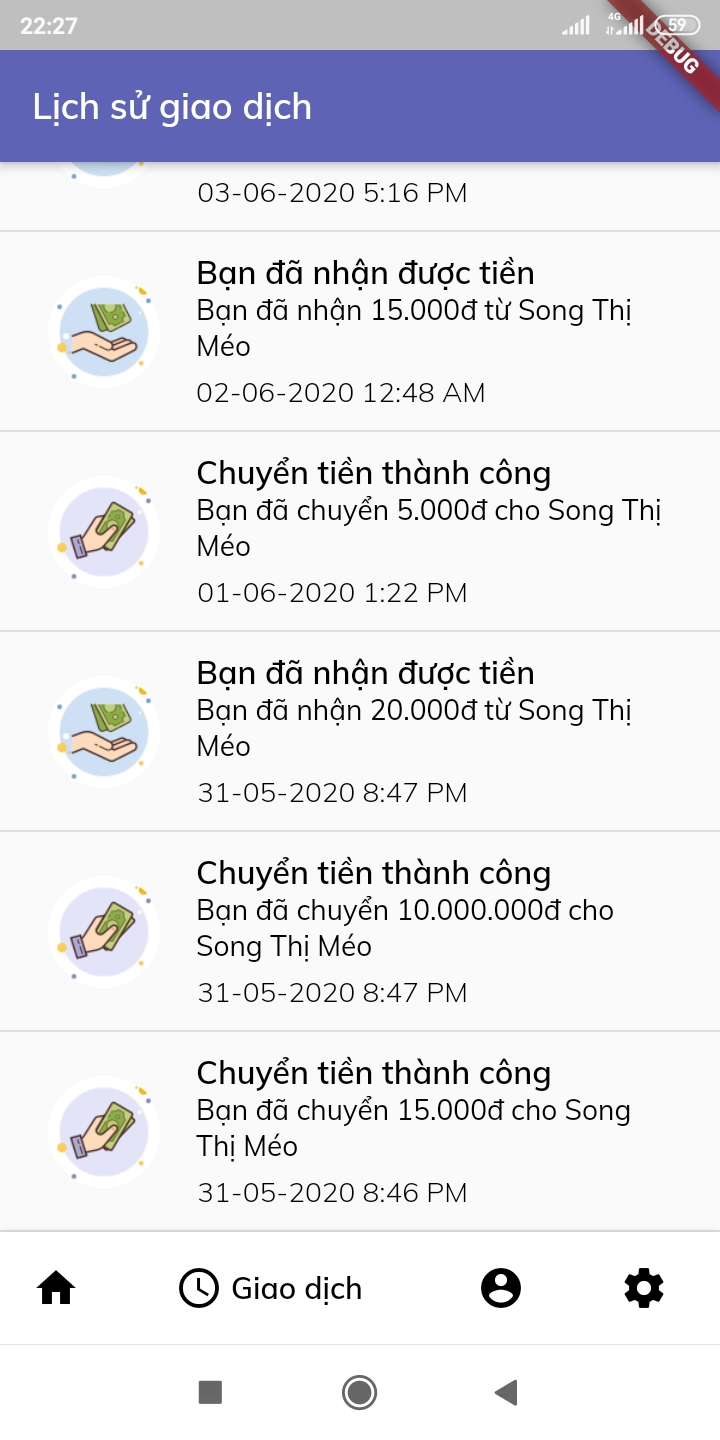 22:27
4G
59
DEBUG
Lịch sử giao dịch
03-06-2020 5:16 PM
Bạn đã nhận được tiền
Bạn đã nhận 15.000đ từ Song Thị
Méo
02-06-2020 12:48 AM
Chuyển tiền thành công
Bạn đã chuyển 5.000đ cho Song Thị
Méo
01-06-2020 1:22 PM
Bạn đã nhận được tiền
Bạn đã nhận 20.000đ từ Song Thị
Méo
31-05-2020 8:47 PM
Chuyển tiền thành công
Bạn đã chuyển 10.000.000đ cho
Song Thị Méo
31-05-2020 8:47 PM
Chuyển tiền thành công
Bạn đã chuyển 15.000đ cho Song
Thị Méo
31-05-2020 8:46 PM
Giao dịch